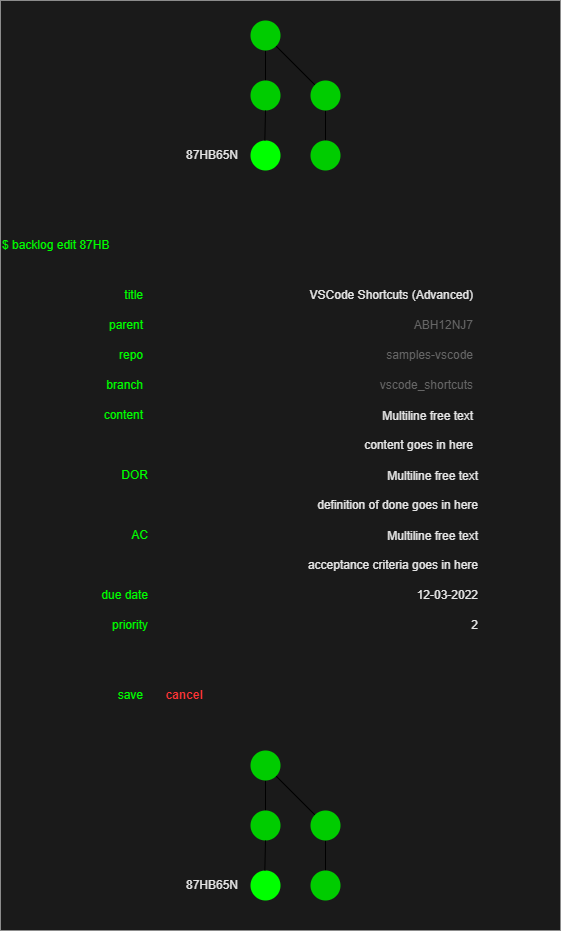 87HB65N
$ backlog edit 87HB
title VSCode Shortcuts (Advanced)
parent ABH12NJ7
repo samples-vscode
branch vscode_shortcuts
content Multiline free text
content goes in here
DOR Multiline free text
definition of done goes in here
AC Multiline free text
acceptance criteria goes in here
due date 12-03-2022
priority 2
save cancel
87HB65N